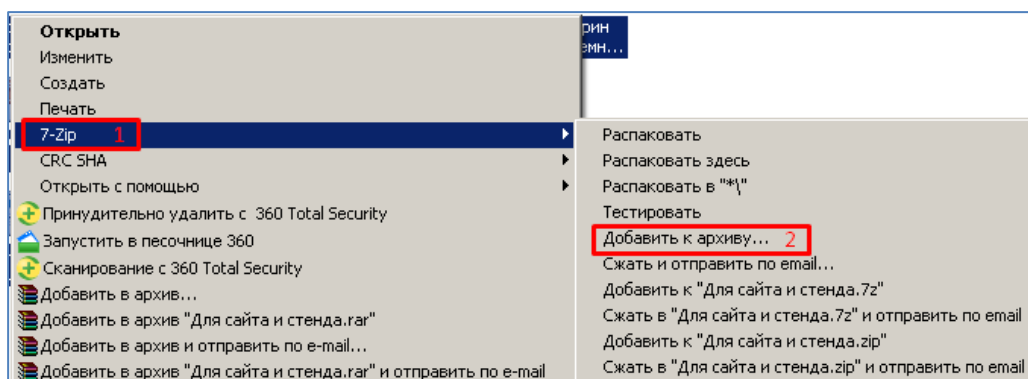 Открыть
Изменить
Создать
Печать
7-Zip 1
CRC SHA
Открыть с помощью
Принудительно удалить с 360 Total Security
Запустить в песочнице 360
Сканирование с 360 Total Security
Добавить в архив...
Добавить в архив "Для сайта и стенда.rar"
Добавить в архив и отправить по e-mail...
Добавить в архив "Для сайта и стенда.rar" и отправить по e-mail
Распаковать
Распаковать здесь
Распаковать в "*\"
Тестировать
Добавить к архиву... 2
Сжать и отправить по email...
Добавить к "Для сайта и стенда.7z"
Сжать в "Для сайта и стенда.7z" и отправить по email
Добавить к "Для сайта и стенда.zip"
Сжать в "Для сайта и стенда.zip" и отправить по email